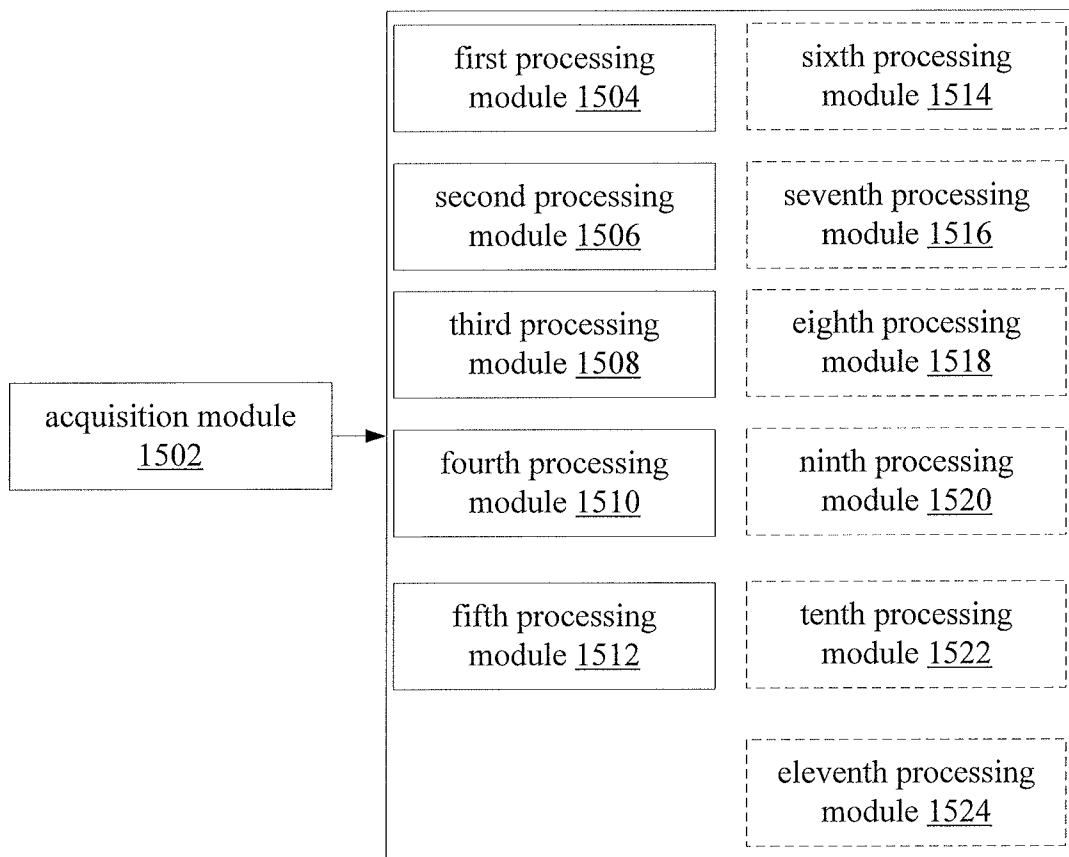 first processing
module 1504
sixth processing
module 1514
second processing
module 1506
seventh processing
module 1516
third processing
module 1508
eighth processing
module 1518
acquisition module
1502
fourth processing
module 1510
ninth processing
module 1520
fifth processing
module 1512
tenth processing
module 1522
eleventh processing
module 1524